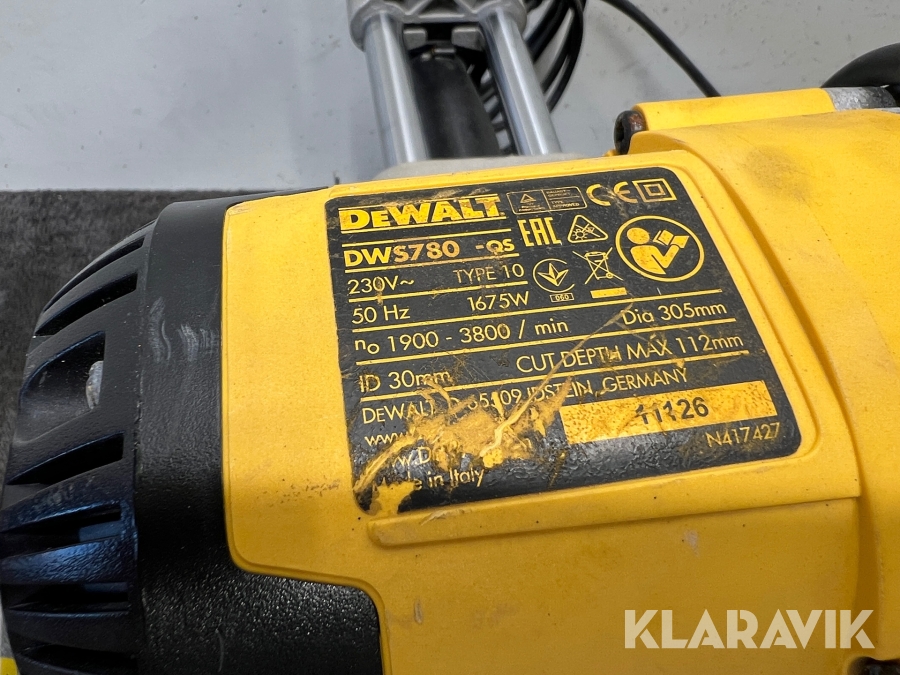 DEWALT
EAC
DWS780 -QS
230V~ TYPE 10
50 Hz 1675W
060
n₀ 1900 - 3800 / min Dia 305mm
ID 30mm CUT DEPTH MAX 112mm
DEWALT IDSTEIN, GERMANY
11126
N417427
in Italy
KLARAVIK